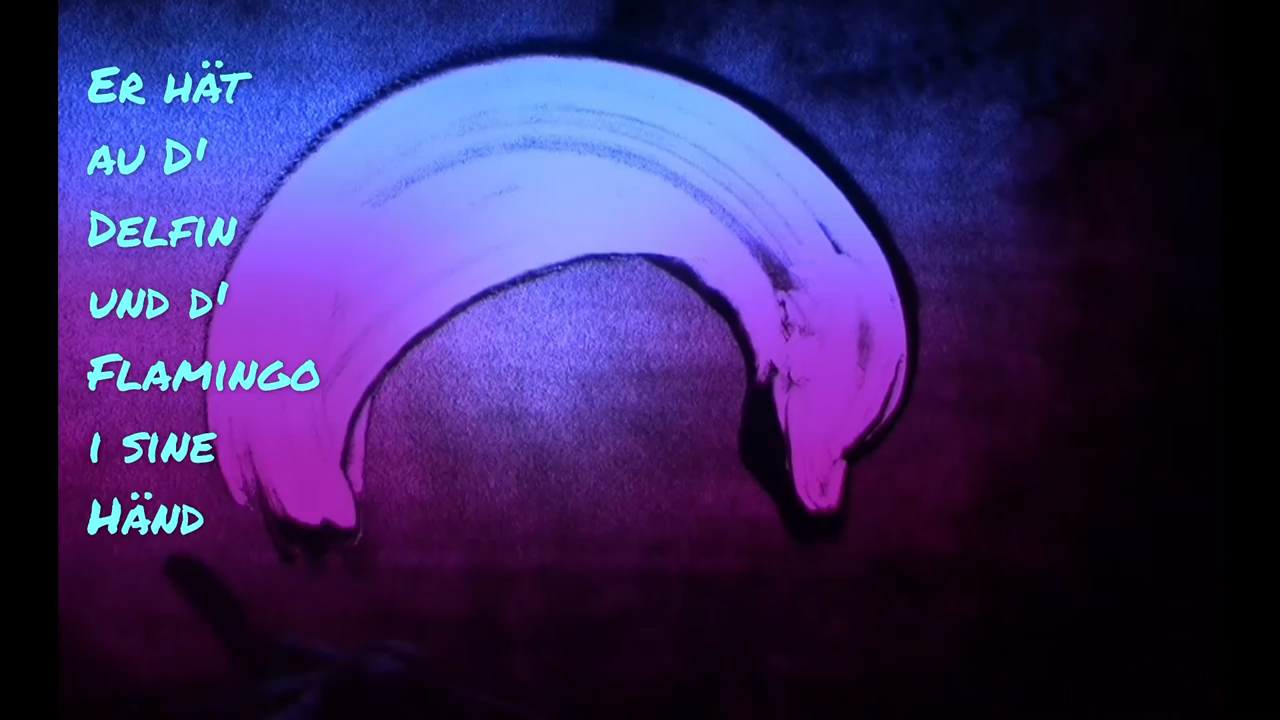 Er hät
au D'
Delfin
und d'
Flamingo
i sine
Händ